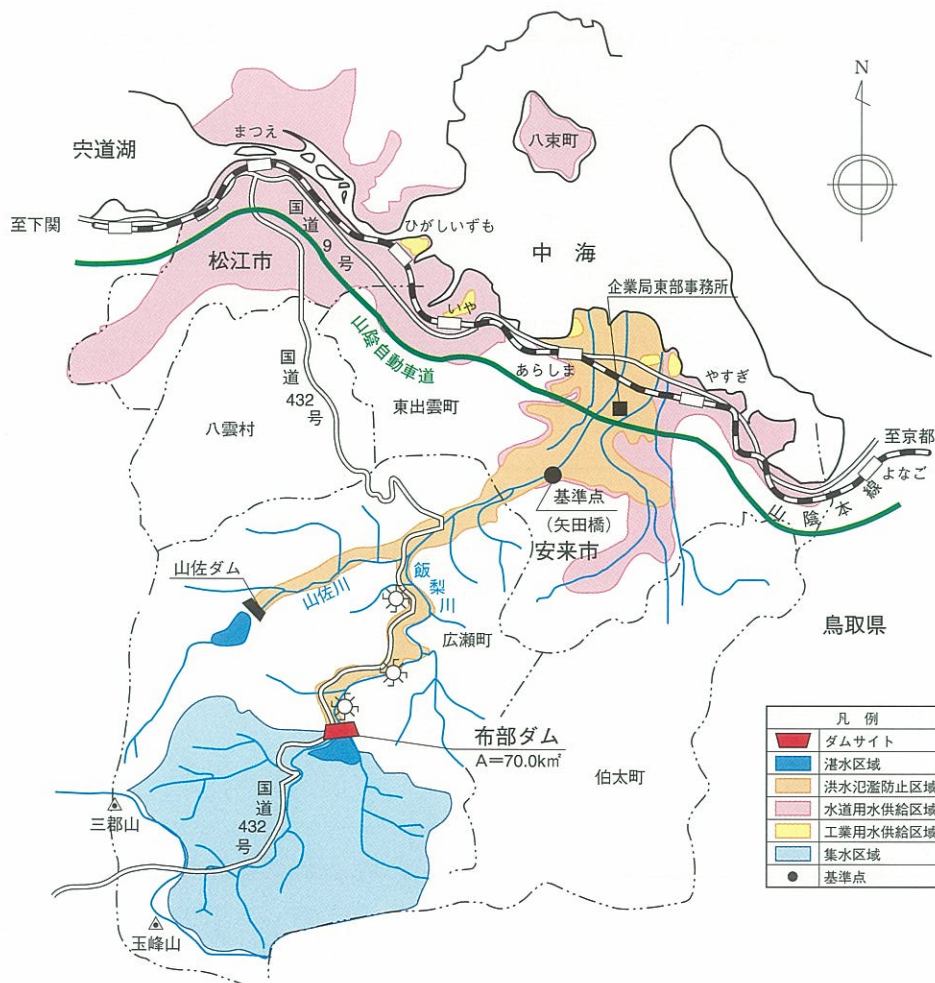 N
まつえ
宍道湖
八束町
至下関
ひがしいずも
国道9号
中海
松江市
企業局東部事務所
いや
山陰自動車道
あらしま
やすぎ
国道432号
東出雲町
八雲村
至京都
よなご
基準点
(矢田橋)
山陰本線
安来市
山佐ダム
山佐川
飯梨川
広瀬町
鳥取県
布部ダム
A=70.0km²
伯太町
国道432号
三郡山
玉峰山
凡例
ダムサイト
湛水区域
洪水氾濫防止区域
水道用水供給区域
工業用水供給区域
集水区域
基準点